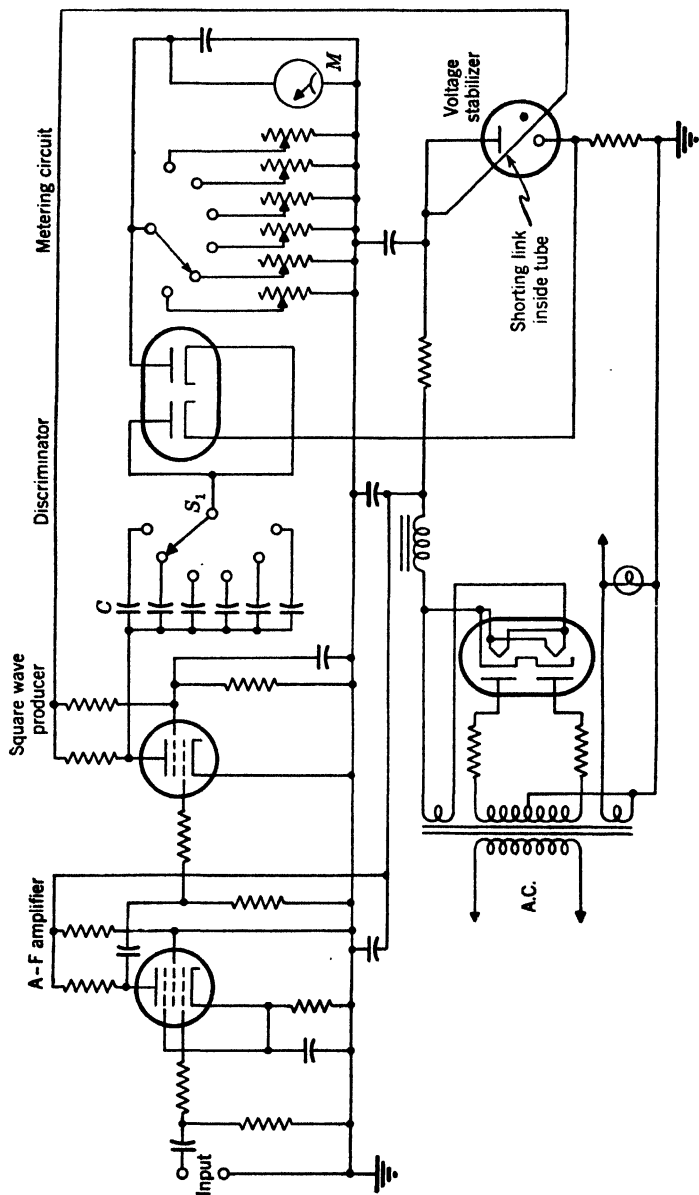 Input
A-F amplifier
Square wave
producer
C
S₁
Discriminator
Metering circuit
M
A.C.
Shorting link
inside tube
Voltage
stabilizer